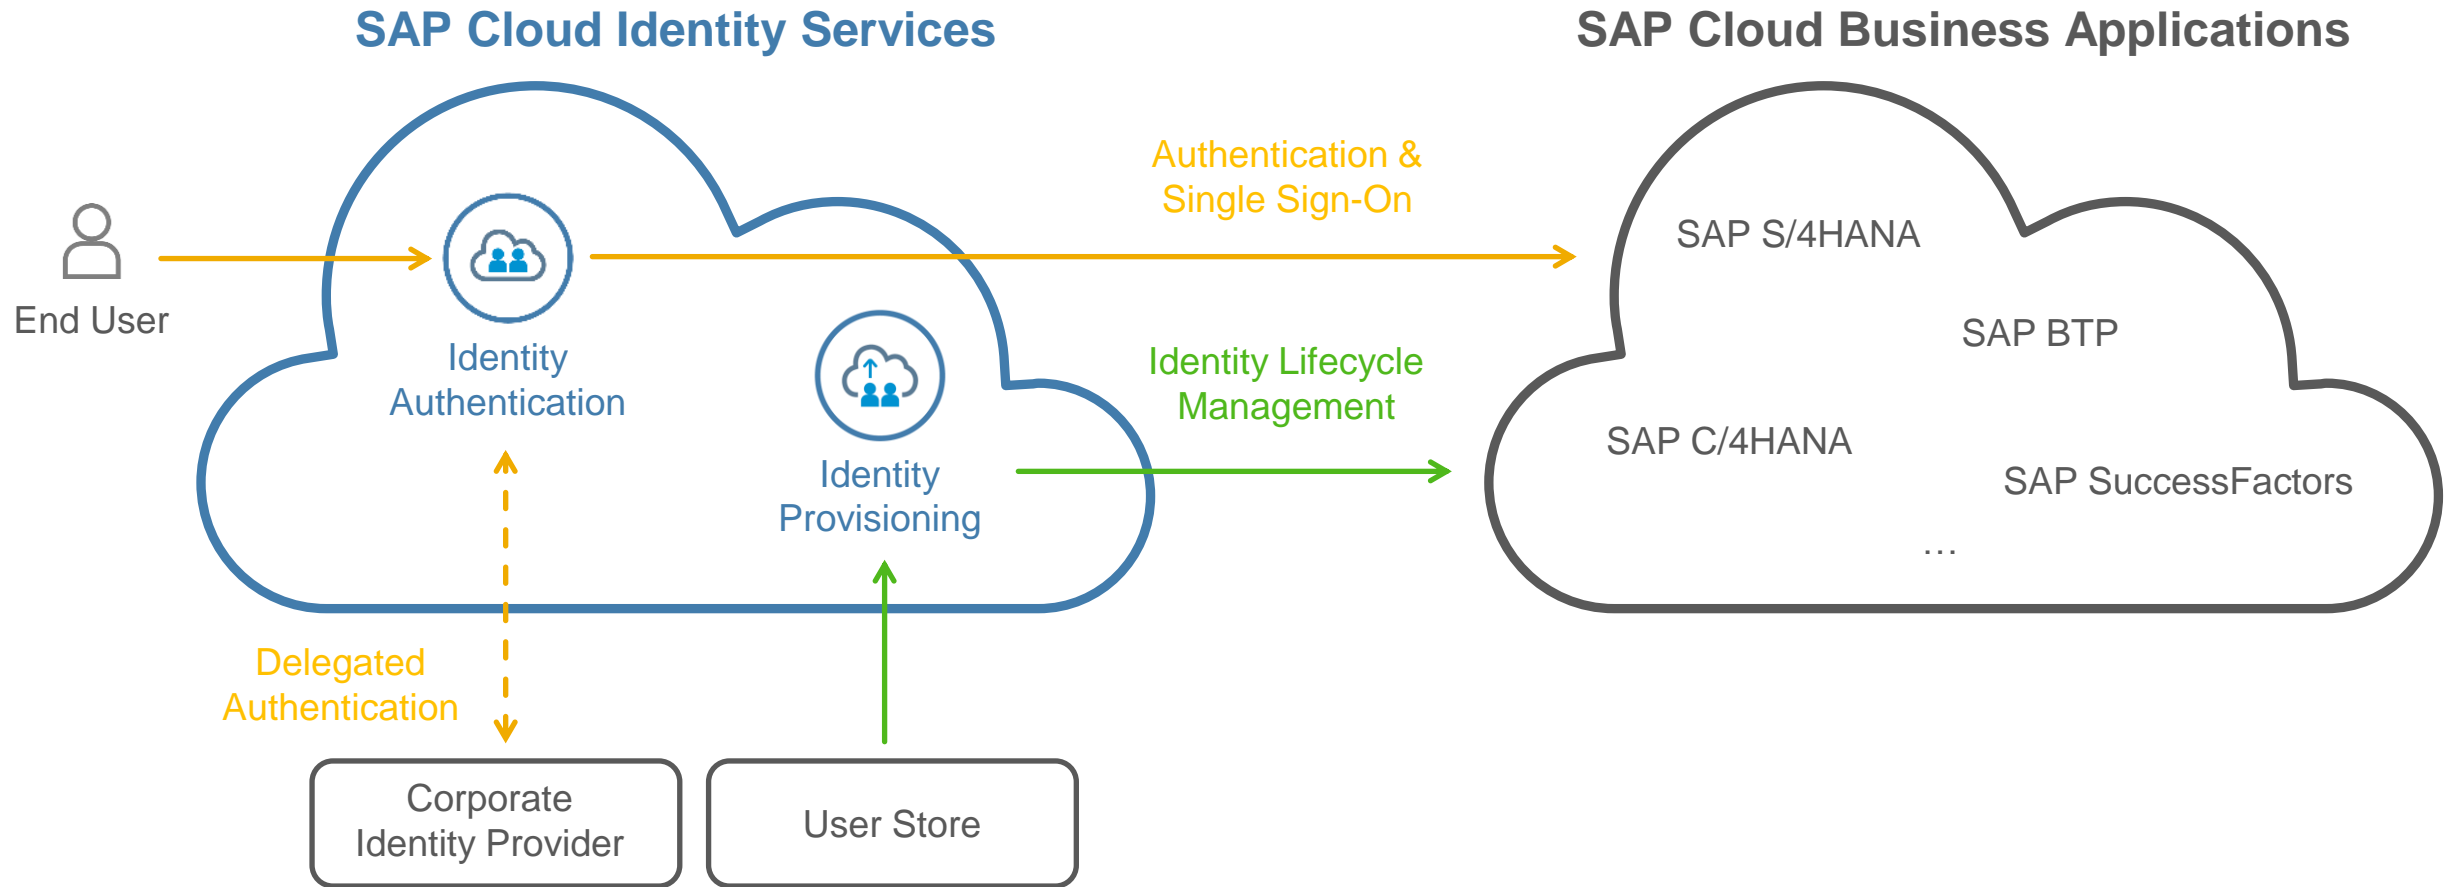 SAP Cloud Identity Services
SAP Cloud Business Applications
Authentication &
Single Sign-On
End User
Identity
Authentication
Identity
Provisioning
Identity Lifecycle
Management
SAP S/4HANA
SAP BTP
SAP C/4HANA
SAP SuccessFactors
…
Delegated
Authentication
Corporate
Identity Provider
User Store